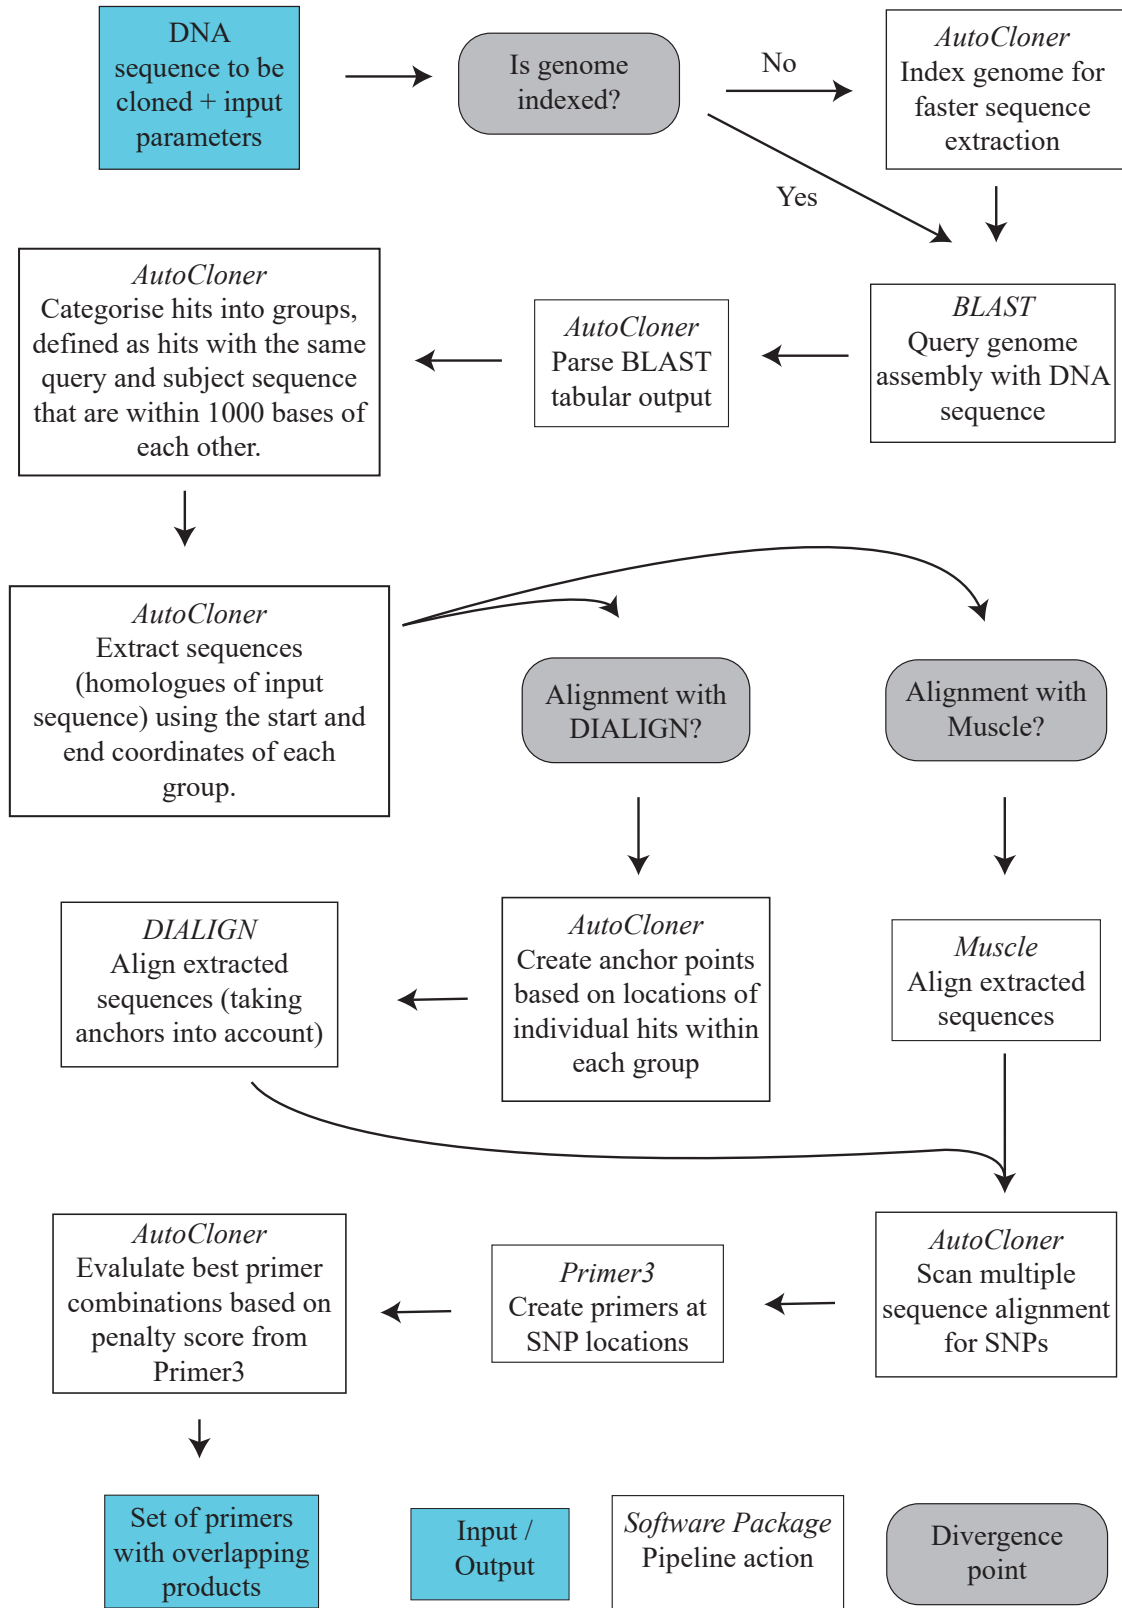 DNA
sequence to be
cloned + input
parameters
Is genome
indexed?
No
Yes
AutoCloner
Index genome for
faster sequence
extraction
BLAST
Query genome
assembly with DNA
sequence
AutoCloner
Parse BLAST
tabular output
AutoCloner
Categorise hits into groups,
defined as hits with the same
query and subject sequence
that are within 1000 bases of
each other.
AutoCloner
Extract sequences
(homologues of input
sequence) using the start and
end coordinates of each
group.
Alignment with
DIALIGN?
Alignment with
Muscle?
AutoCloner
Create anchor points
based on locations of
individual hits within
each group
DIALIGN
Align extracted
sequences (taking
anchors into account)
Muscle
Align extracted
sequences
AutoCloner
Scan multiple
sequence alignment
for SNPs
Primer3
Create primers at
SNP locations
AutoCloner
Evalulate best primer
combinations based on
penalty score from
Primer3
Set of primers
with overlapping
products
Input /
Output
Software Package
Pipeline action
Divergence
point